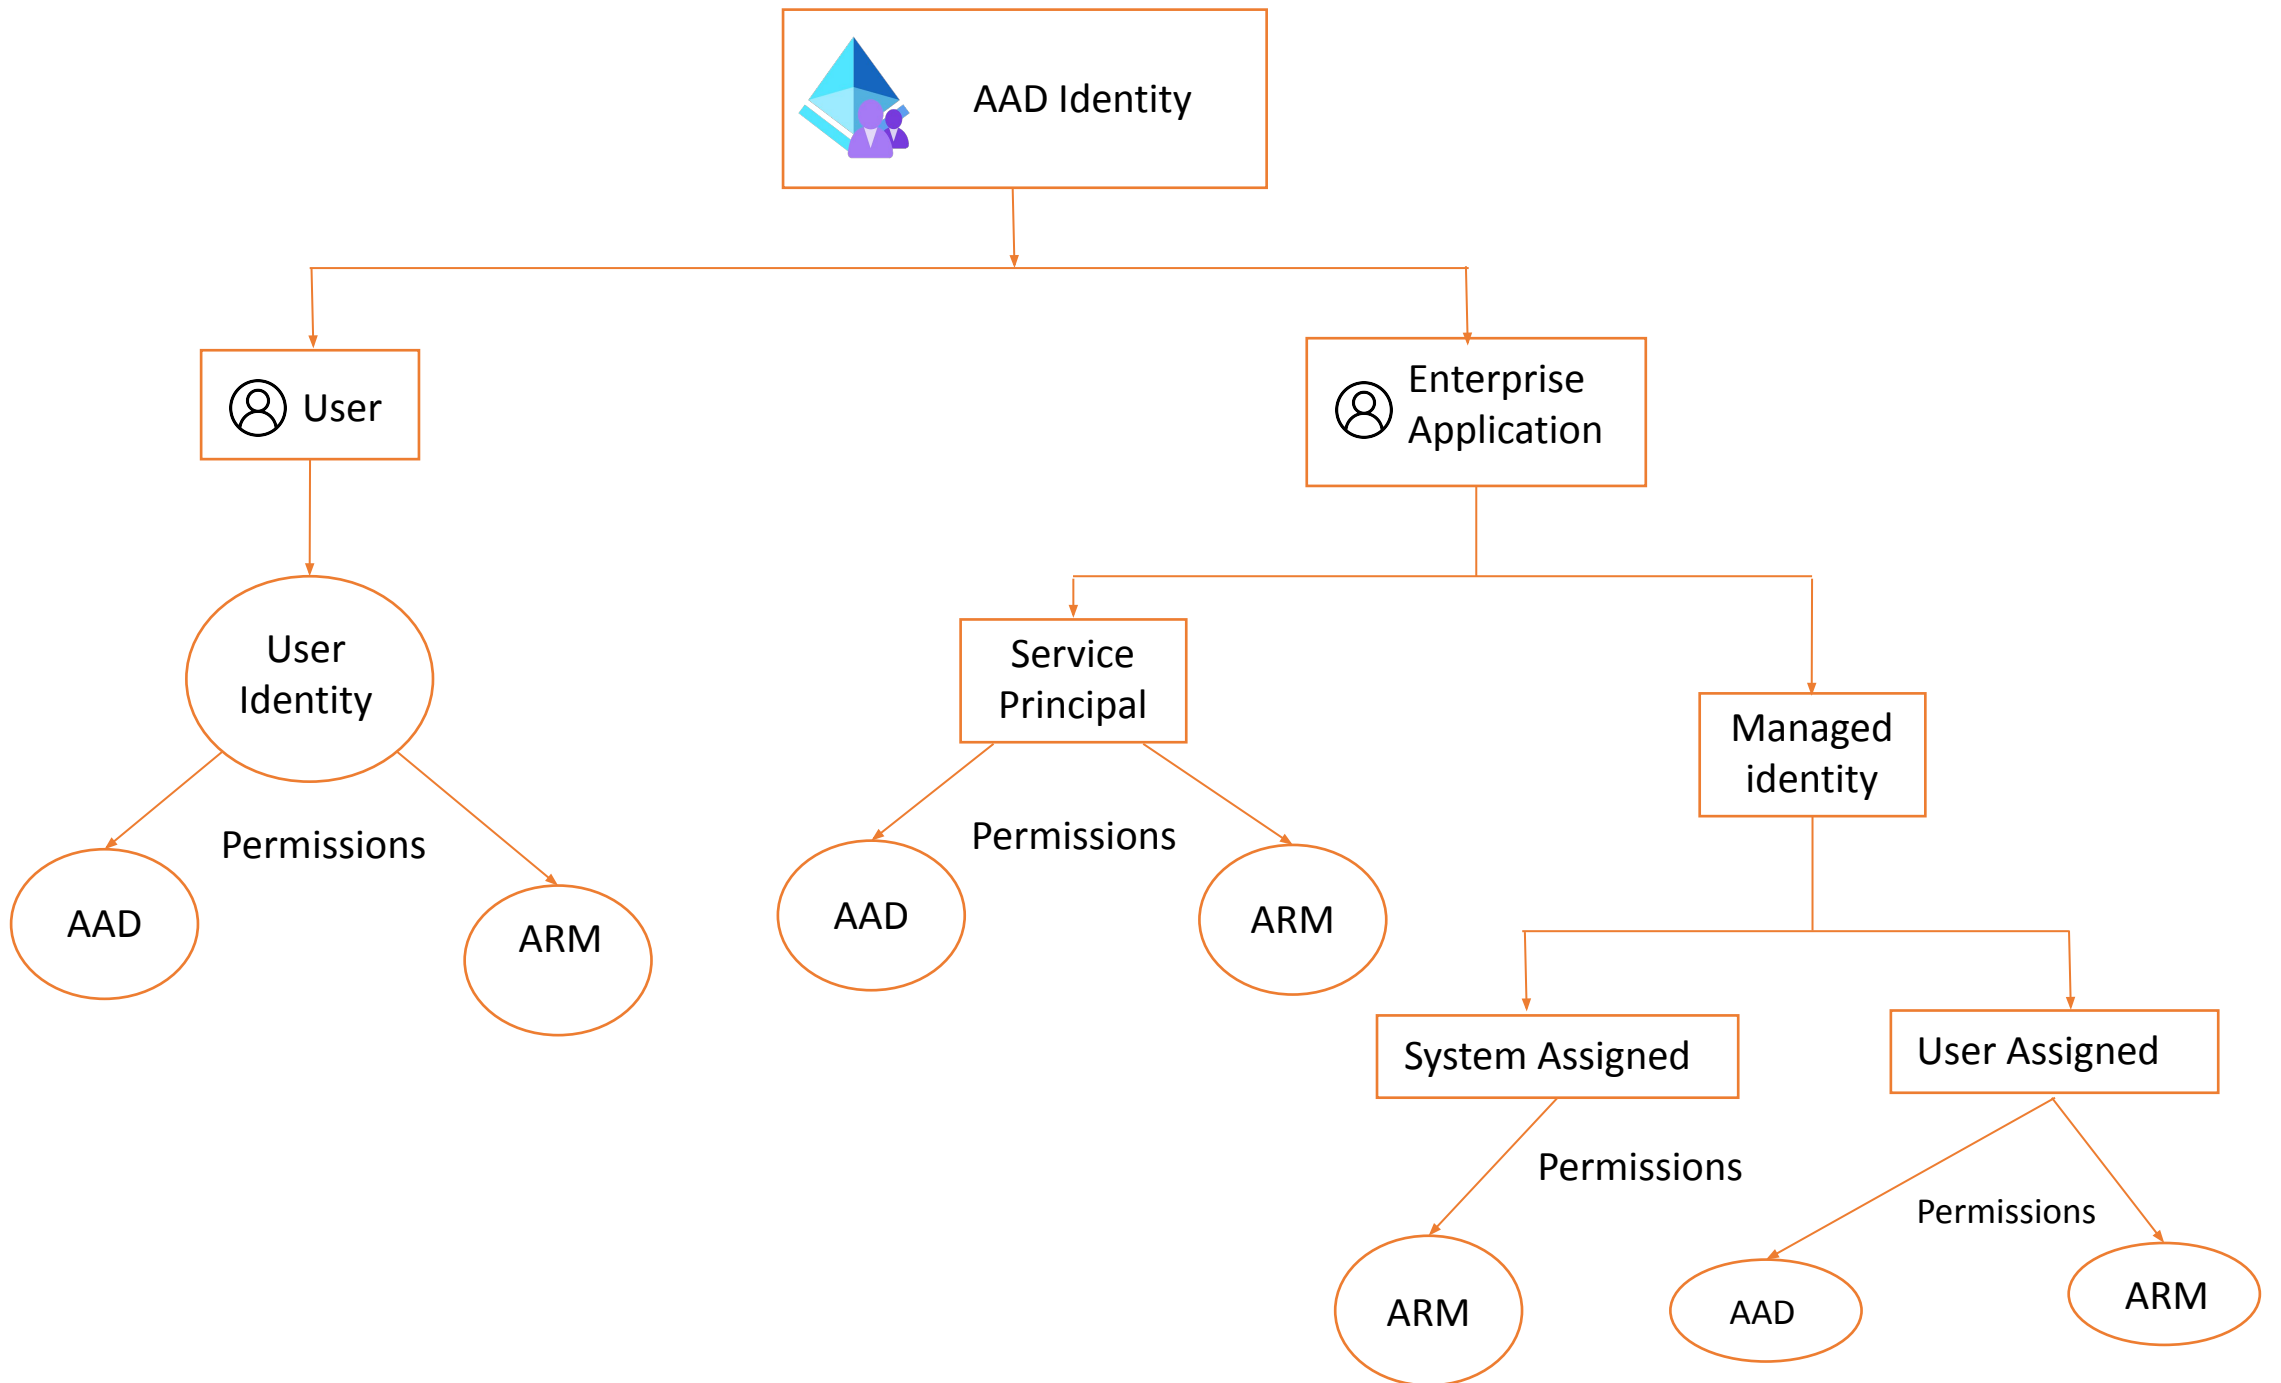 AAD Identity
User
Enterprise
Application
User
Identity
Service
Principal
Managed
identity
Permissions
Permissions
AAD
ARM
AAD
ARM
System Assigned
User Assigned
Permissions
Permissions
ARM
AAD
ARM